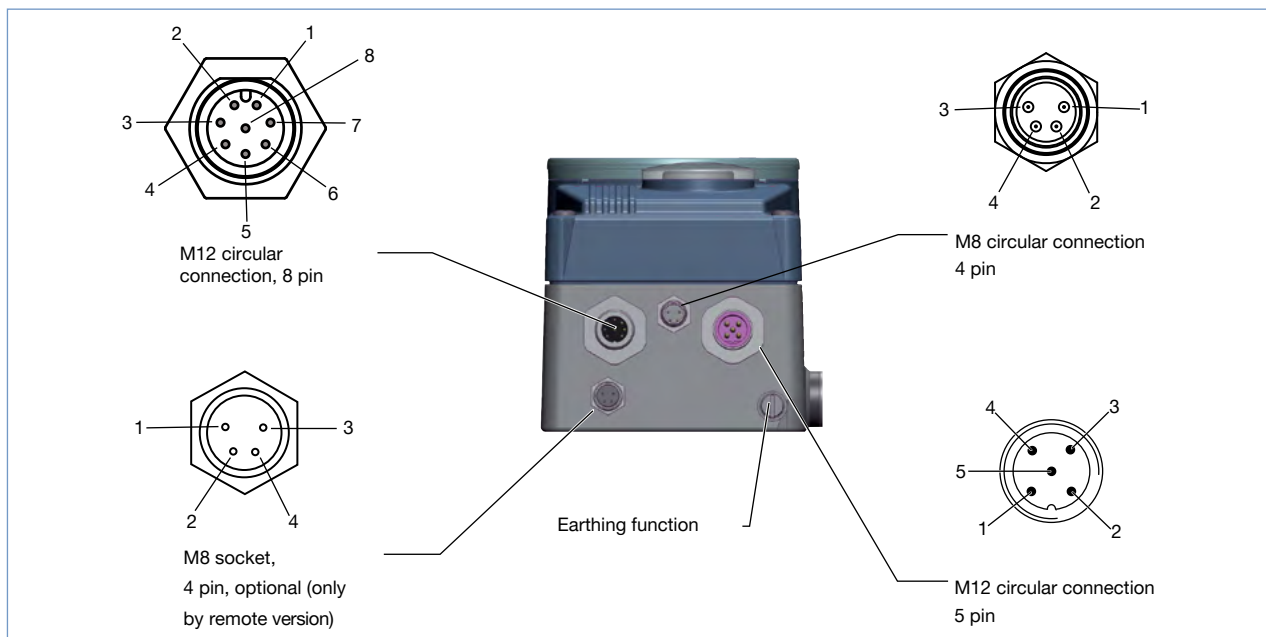 2
1
8
3
7
4
6
5
M12 circular
connection, 8 pin
3
1
4
2
M8 circular connection
4 pin
1
3
2
4
M8 socket,
4 pin, optional (only
by remote version)
Earthing function
4
3
5
1
2
M12 circular connection
5 pin